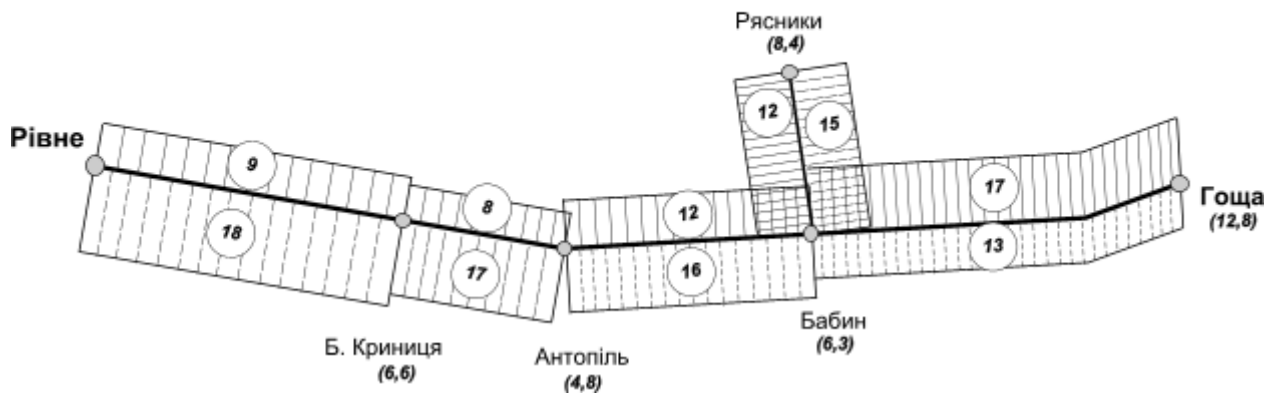 Рясники
(8,4)
Рівне
9
18
8
17
12
16
12
15
17
13
Гоща
(12,8)
Б. Криниця
(6,6)
Антопіль
(4,8)
Бабин
(6,3)